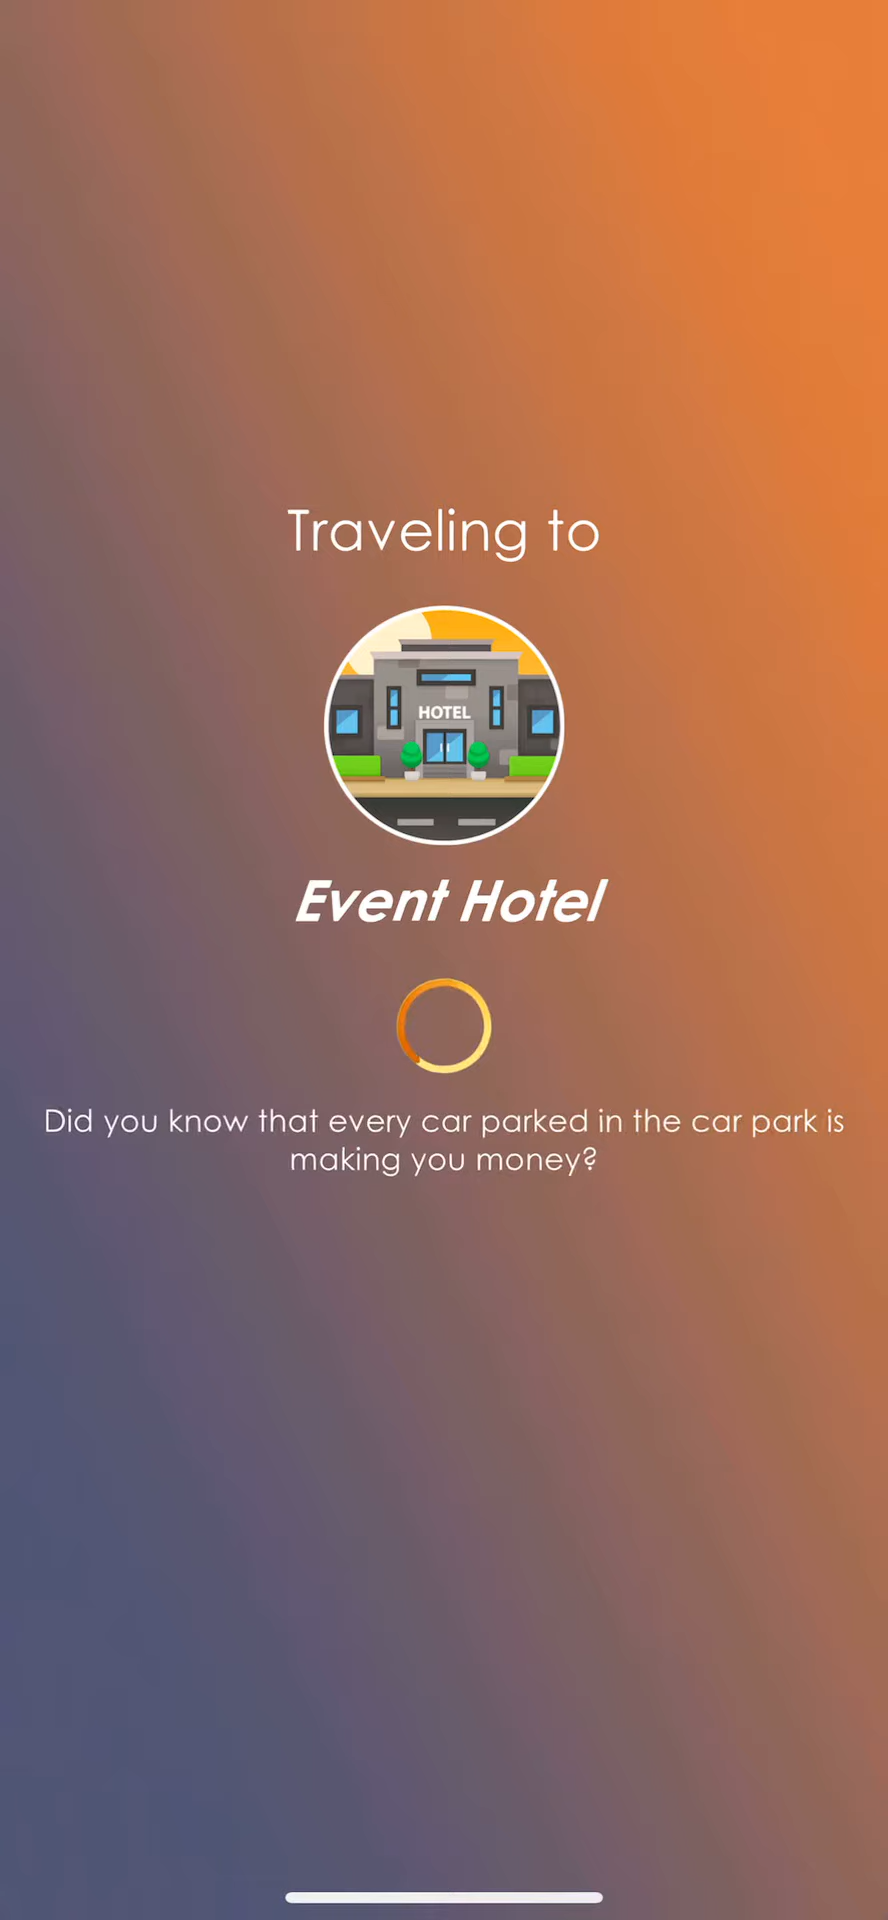 Traveling to
HOTEL
Event Hotel
Did you know that every car parked in the car park is
making you money?